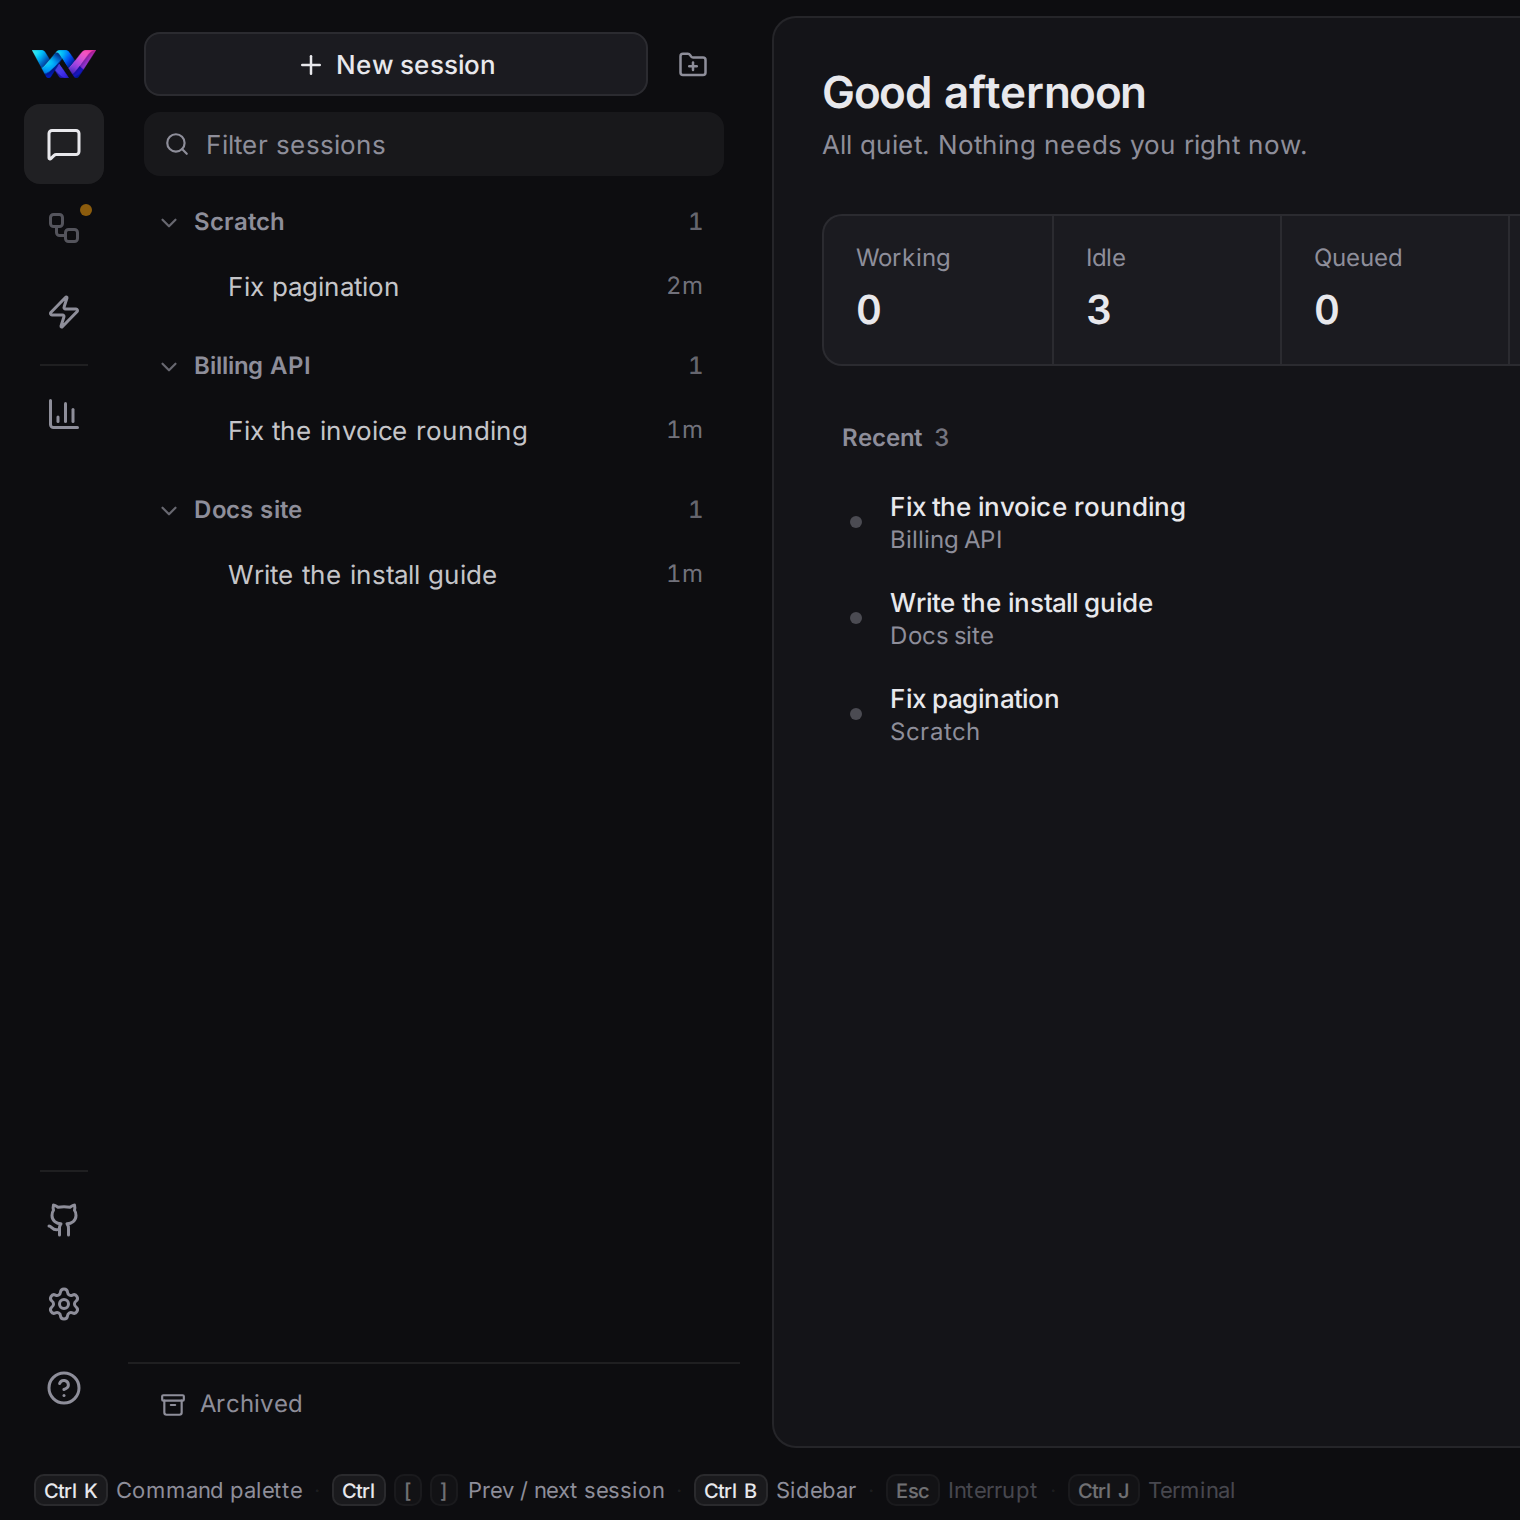 New session
Filter sessions
Scratch 1
Fix pagination 2m
Billing API 1
Fix the invoice rounding 1m
Docs site 1
Write the install guide 1m
Archived
Good afternoon
All quiet. Nothing needs you right now.
Working Idle Queued
0 3 0
Recent 3
Fix the invoice rounding
Billing API
Write the install guide
Docs site
Fix pagination
Scratch
Ctrl K Command palette · Ctrl [ ] Prev / next session · Ctrl B Sidebar · Esc Interrupt · Ctrl J Terminal